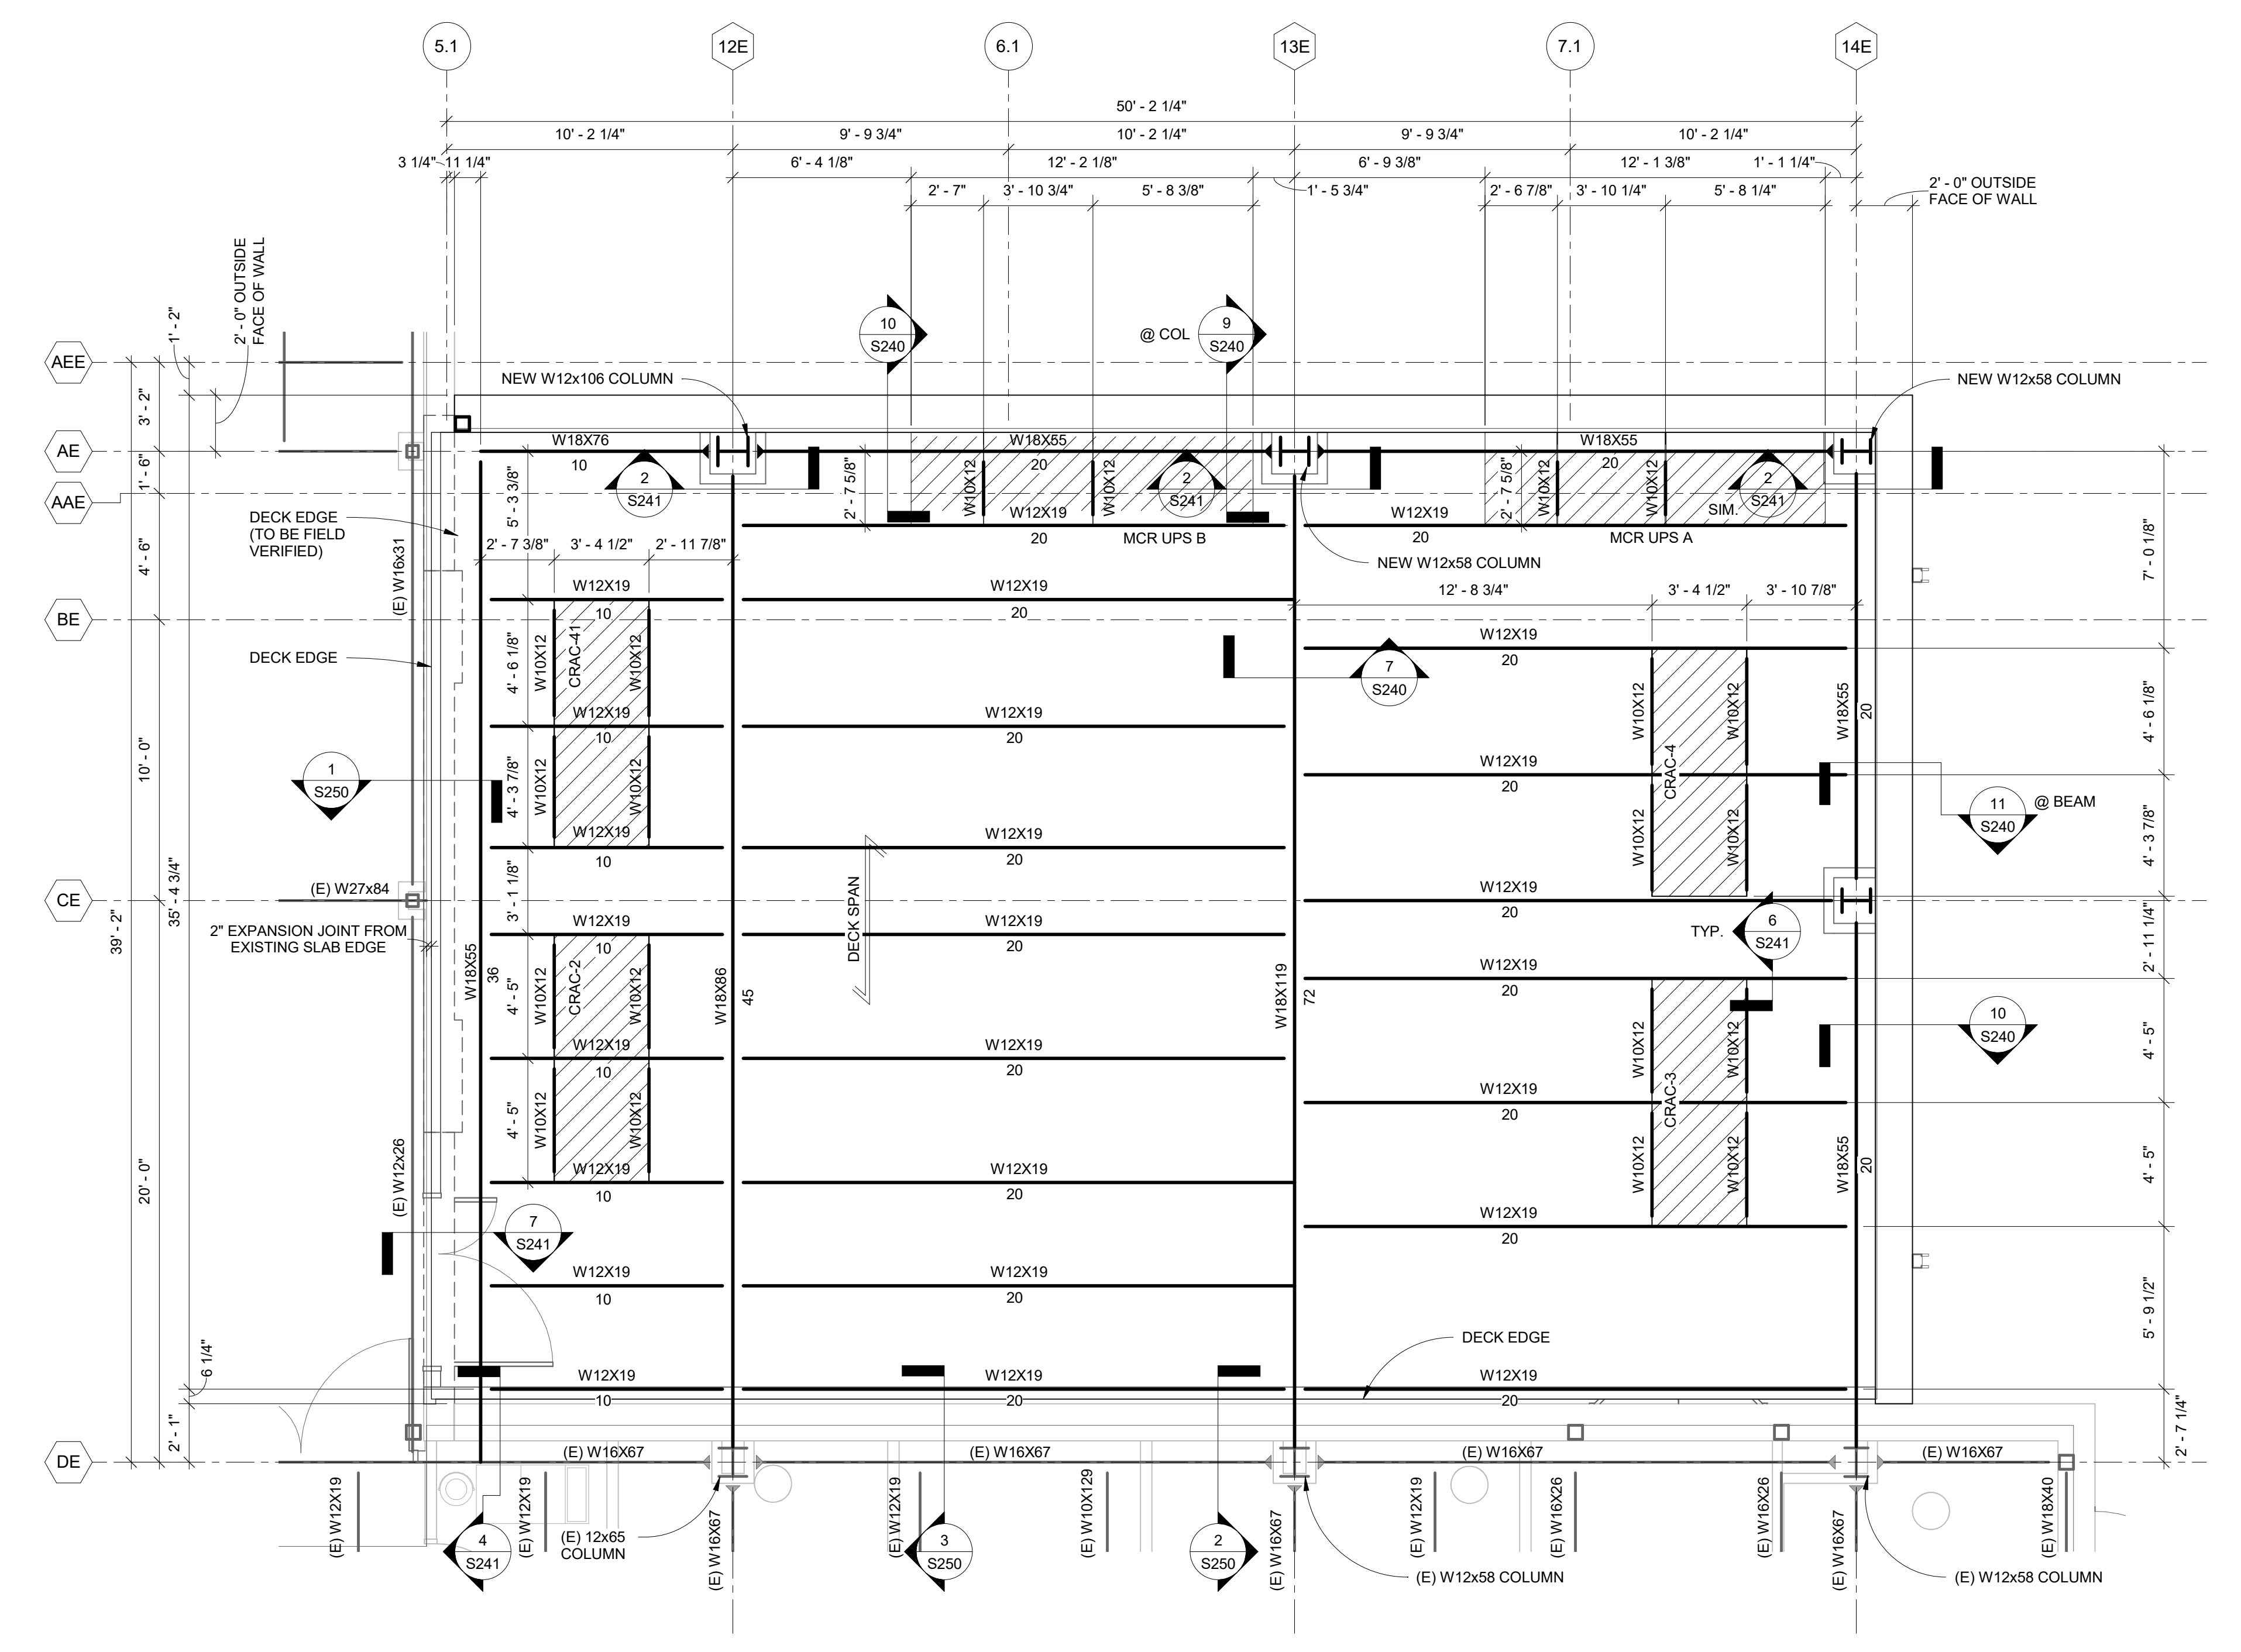 5.1
12E
6.1
13E
7.1
14E
50' - 2 1/4"
10' - 2 1/4"
9' - 9 3/4"
10' - 2 1/4"
9' - 9 3/4"
10' - 2 1/4"
3 1/4"
11 1/4"
6' - 4 1/8"
12' - 2 1/8"
6' - 9 3/8"
12' - 1 3/8"
1' - 1 1/4"
2' - 7"
3' - 10 3/4"
5' - 8 3/8"
1' - 5 3/4"
2' - 6 7/8"
3' - 10 1/4"
5' - 8 1/4"
2' - 0" OUTSIDE
FACE OF WALL
2' - 0" OUTSIDE
FACE OF WALL
1' - 2"
10
S240
@ COL
9
S240
AEE
NEW W12x106 COLUMN
NEW W12x58 COLUMN
3' - 2"
AE
W18X76
10
W18X55
20
W18X55
20
1' - 6"
AAE
5' - 3 3/8"
2
S241
2' - 7 5/8"
W10X12
W10X12
2
S241
2' - 7 5/8"
W10X12
W10X12
2
S241
SIM.
DECK EDGE
(TO BE FIELD
VERIFIED)
W12X19
20
MCR UPS B
W12X19
20
MCR UPS A
4' - 6"
(E) W16x31
2' - 7 3/8"
3' - 4 1/2"
2' - 11 7/8"
NEW W12x58 COLUMN
7' - 0 1/8"
W12X19
10
W12X19
20
12' - 8 3/4"
3' - 4 1/2"
3' - 10 7/8"
BE
W12X19
20
DECK EDGE
4' - 6 1/8"
W10X12
CRAC-41
W10X12
7
S240
W10X12
W10X12
W18X55
20
4' - 6 1/8"
W12X19
10
W12X19
20
10' - 0"
1
S250
4' - 3 7/8"
W10X12
W10X12
W12X19
20
CRAC-4
11
S240
@ BEAM
W10X12
W10X12
4' - 3 7/8"
W12X19
10
W12X19
20
35' - 4 3/4"
39' - 2"
(E) W27x84
CE
3' - 1 1/8"
DECK SPAN
W12X19
20
2" EXPANSION JOINT FROM
EXISTING SLAB EDGE
W12X19
10
W12X19
20
TYP.
6
S241
2' - 11 1/4"
W18X55
36
4' - 5"
W10X12
CRAC-2
W10X12
W18X86
45
W18X119
72
W12X19
20
10
S240
W10X12
W10X12
4' - 5"
W12X19
10
W12X19
20
4' - 5"
W10X12
W10X12
CRAC-3
W12X19
20
20' - 0"
(E) W12x26
W10X12
W10X12
W18X55
20
4' - 5"
W12X19
10
W12X19
20
7
S241
W12X19
20
W12X19
10
W12X19
20
5' - 9 1/2"
6 1/4"
DECK EDGE
W12X19
10
W12X19
20
W12X19
20
2' - 1"
2' - 7 1/4"
DE
(E) W16X67
(E) W16X67
(E) W16X67
(E) W16X67
(E) W12X19
(E) W12X19
(E) W12X19
(E) W10X129
(E) W12X19
(E) W16X26
(E) W16X26
(E) W18X40
4
S241
(E) 12x65
COLUMN
(E) W16X67
3
S250
2
S250
(E) W16X67
(E) W12x58 COLUMN
(E) W16X67
(E) W12x58 COLUMN